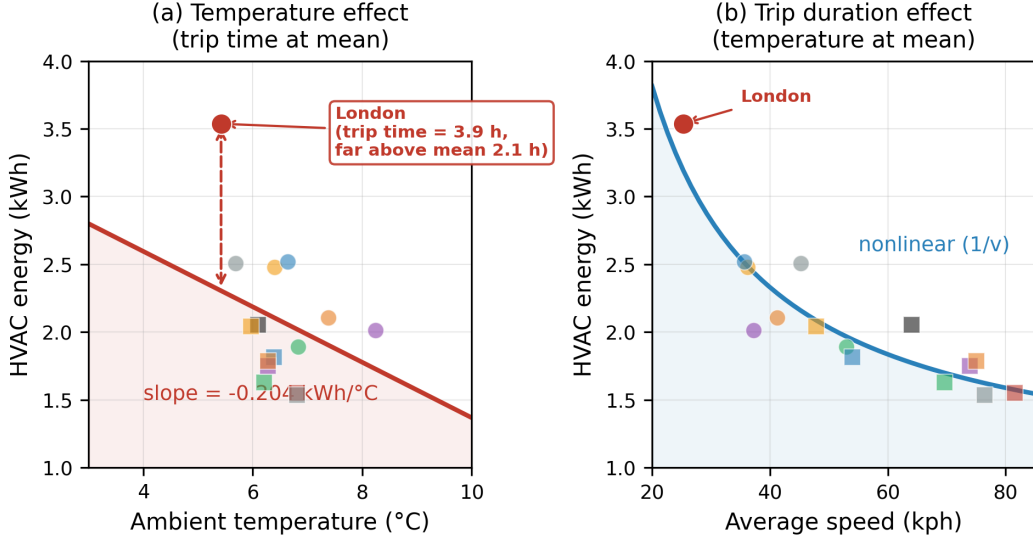 (a) Temperature effect
(trip time at mean)
4.0
3.5
3.0
2.5
2.0
1.5
1.0
HVAC energy (kWh)
London
(trip time = 3.9 h,
far above mean 2.1 h)
slope = -0.204 kWh/°C
4
6
8
10
Ambient temperature (°C)
(b) Trip duration effect
(temperature at mean)
4.0
3.5
3.0
2.5
2.0
1.5
1.0
HVAC energy (kWh)
London
nonlinear (1/v)
20
40
60
80
Average speed (kph)